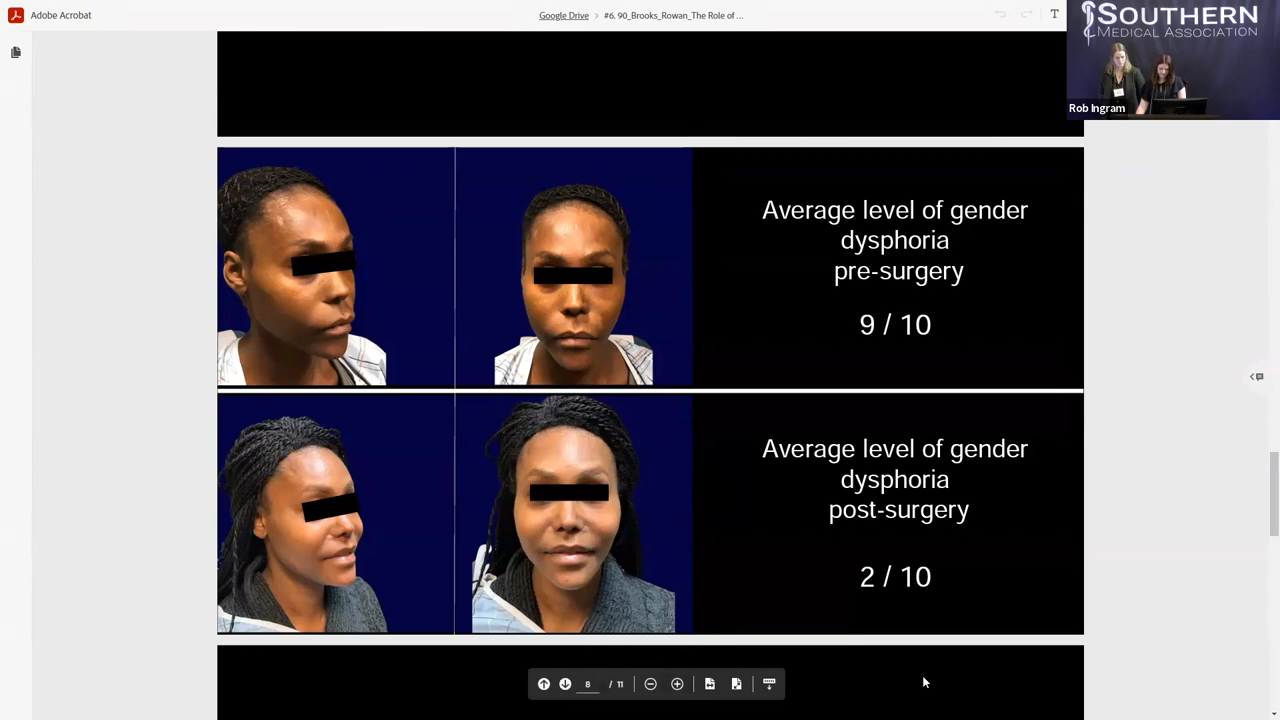 Adobe Acrobat
Google Drive > #6. 90_Brooks_Rowan_The Role of ...
T
SOUTHERN
MEDICAL ASSOCIATION
Rob Ingram
Average level of gender
dysphoria
pre-surgery
9 / 10
Average level of gender
dysphoria
post-surgery
2 / 10
8 / 11